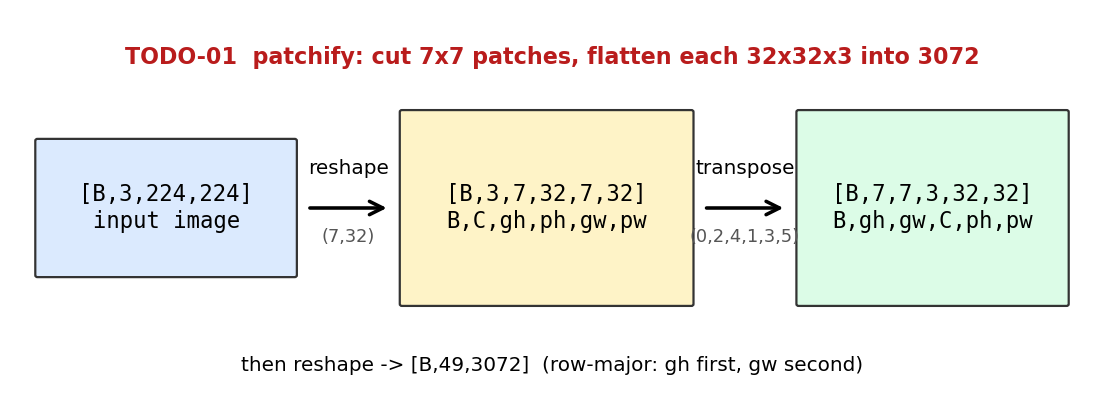 TODO-01  patchify: cut 7x7 patches, flatten each 32x32x3 into 3072
[B,3,224,224]
input image
reshape
(7,32)
[B,3,7,32,7,32]
B,C,gh,ph,gw,pw
transpose
(0,2,4,1,3,5)
[B,7,7,3,32,32]
B,gh,gw,C,ph,pw
then reshape -> [B,49,3072]  (row-major: gh first, gw second)